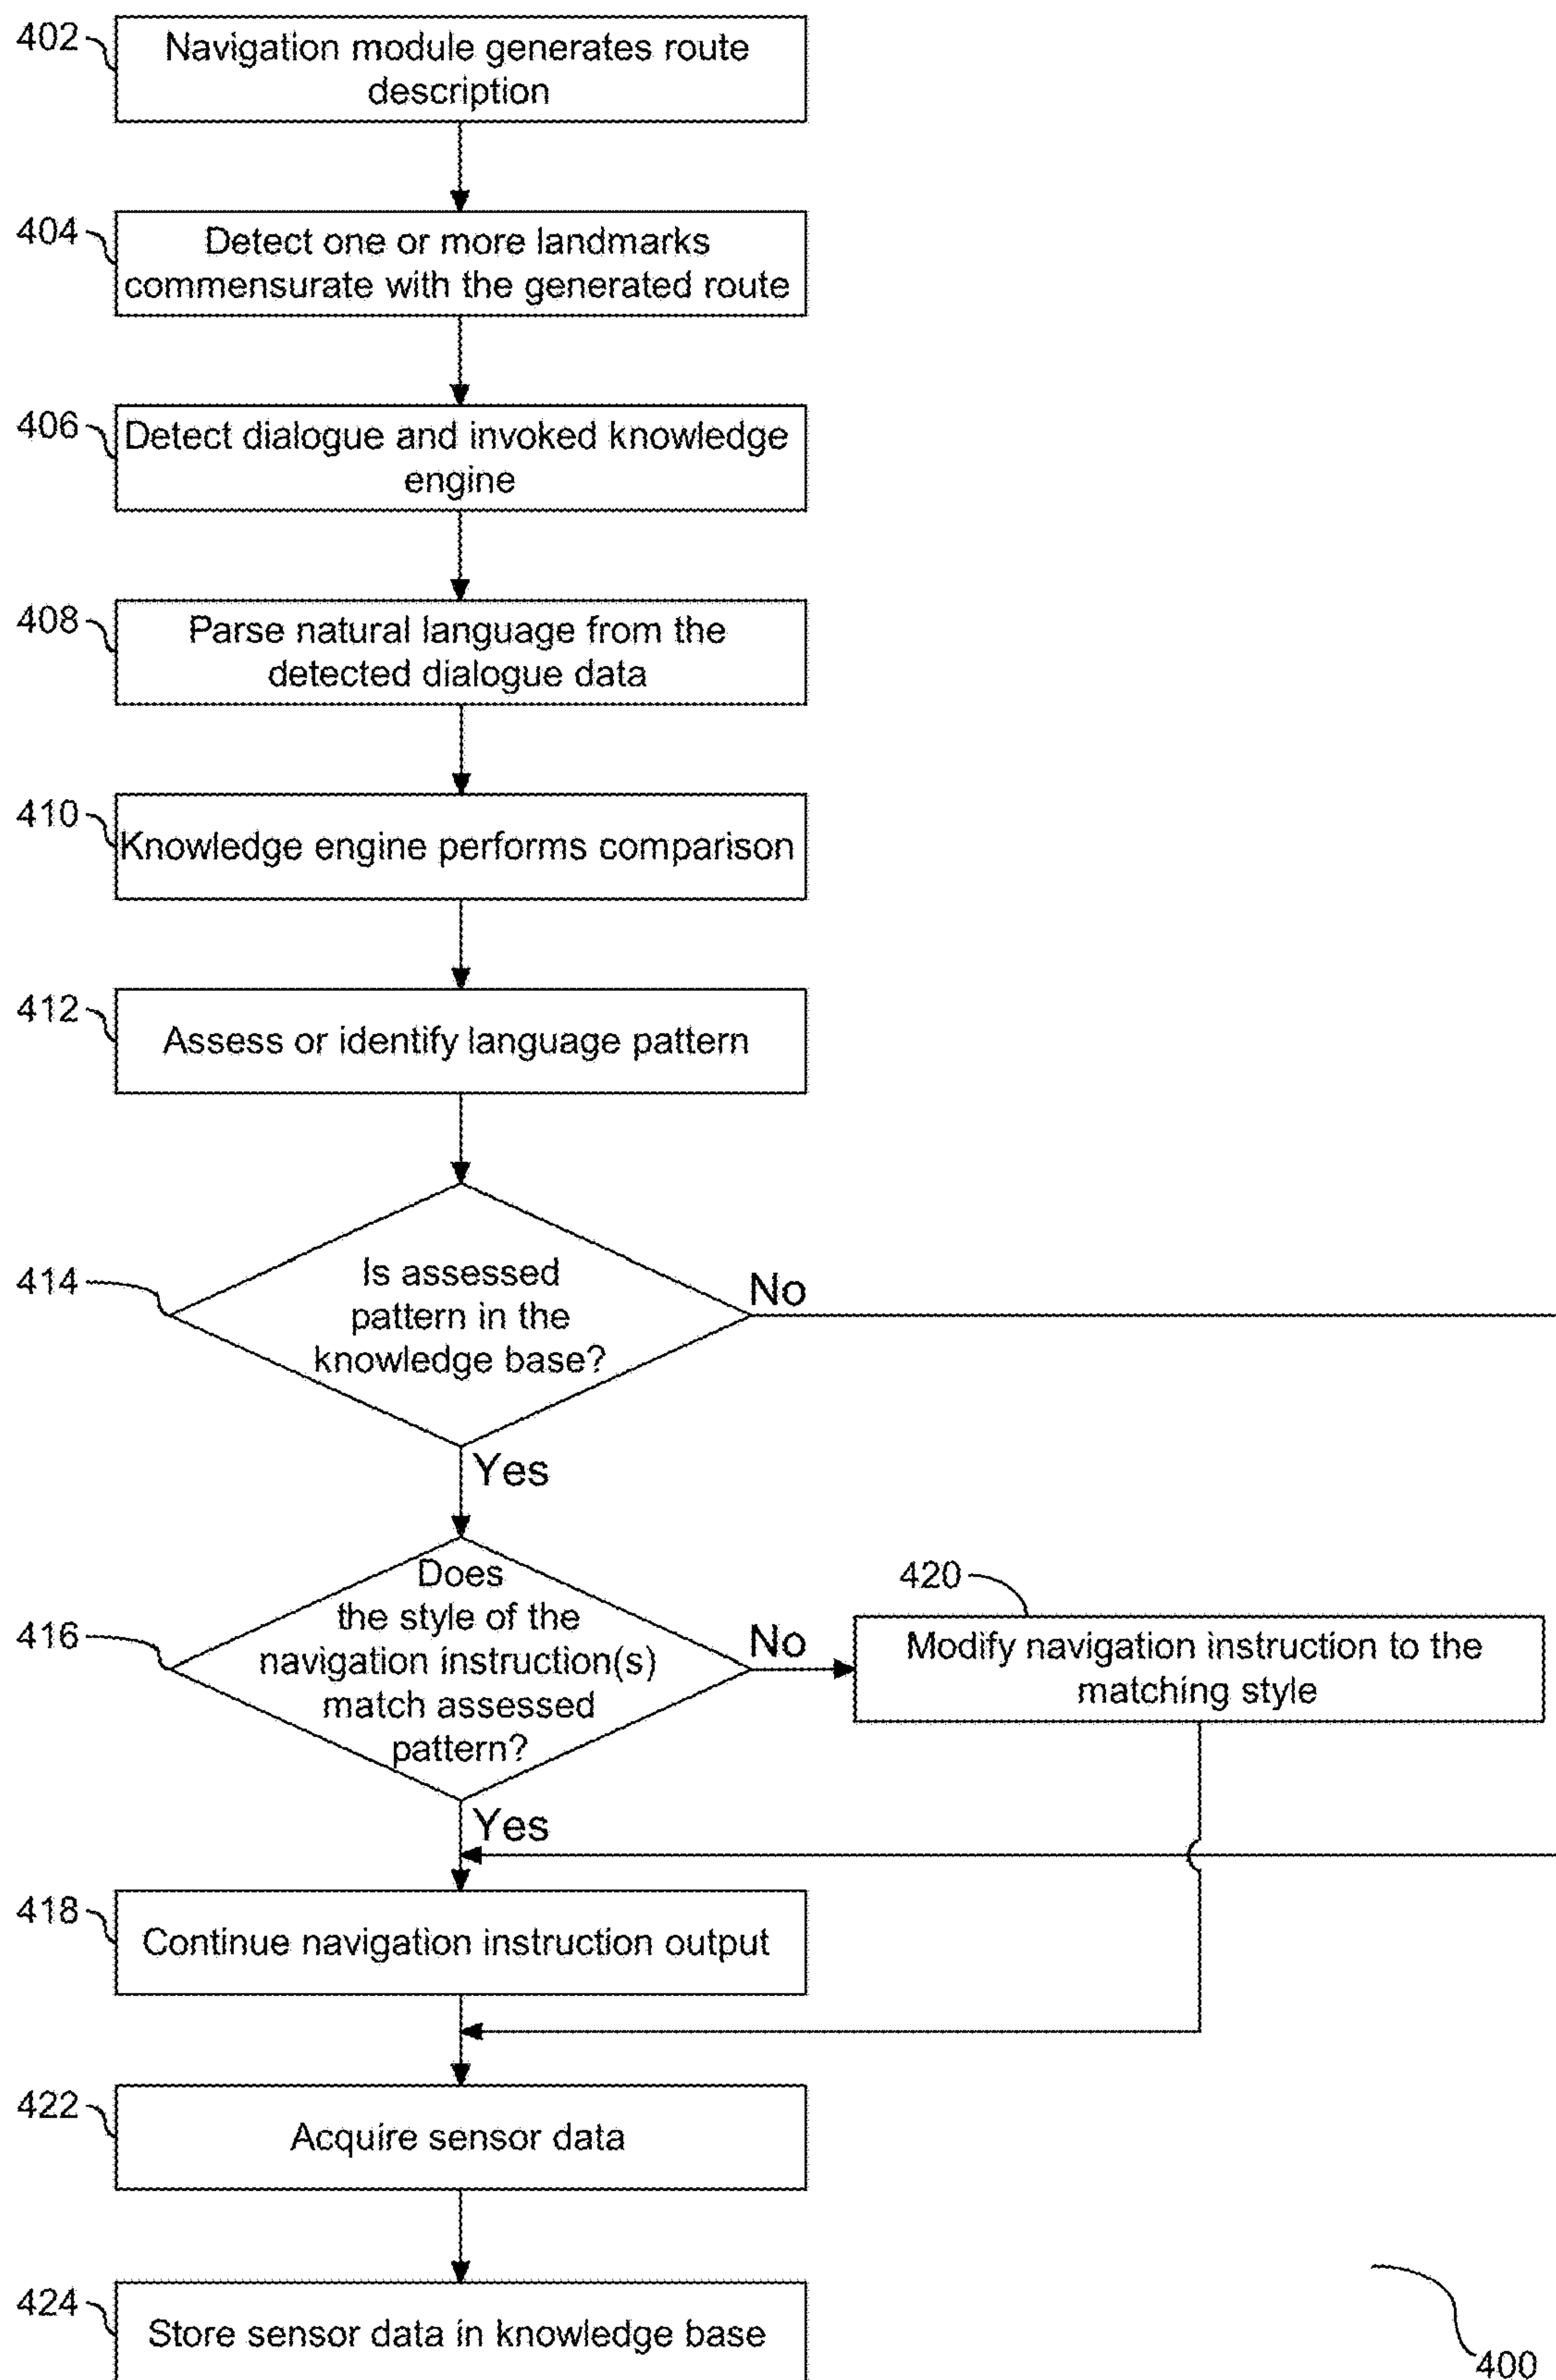 402
Navigation module generates route
description
404
Detect one or more landmarks
commensurate with the generated route
406
Detect dialogue and invoked knowledge
engine
408
Parse natural language from the
detected dialogue data
410
Knowledge engine performs comparison
412
Assess or identify language pattern
414
Is assessed
pattern in the
knowledge base?
No
Yes
416
Does
the style of the
navigation instruction(s)
match assessed
pattern?
No
420
Modify navigation instruction to the
matching style
Yes
418
Continue navigation instruction output
422
Acquire sensor data
424
Store sensor data in knowledge base
400